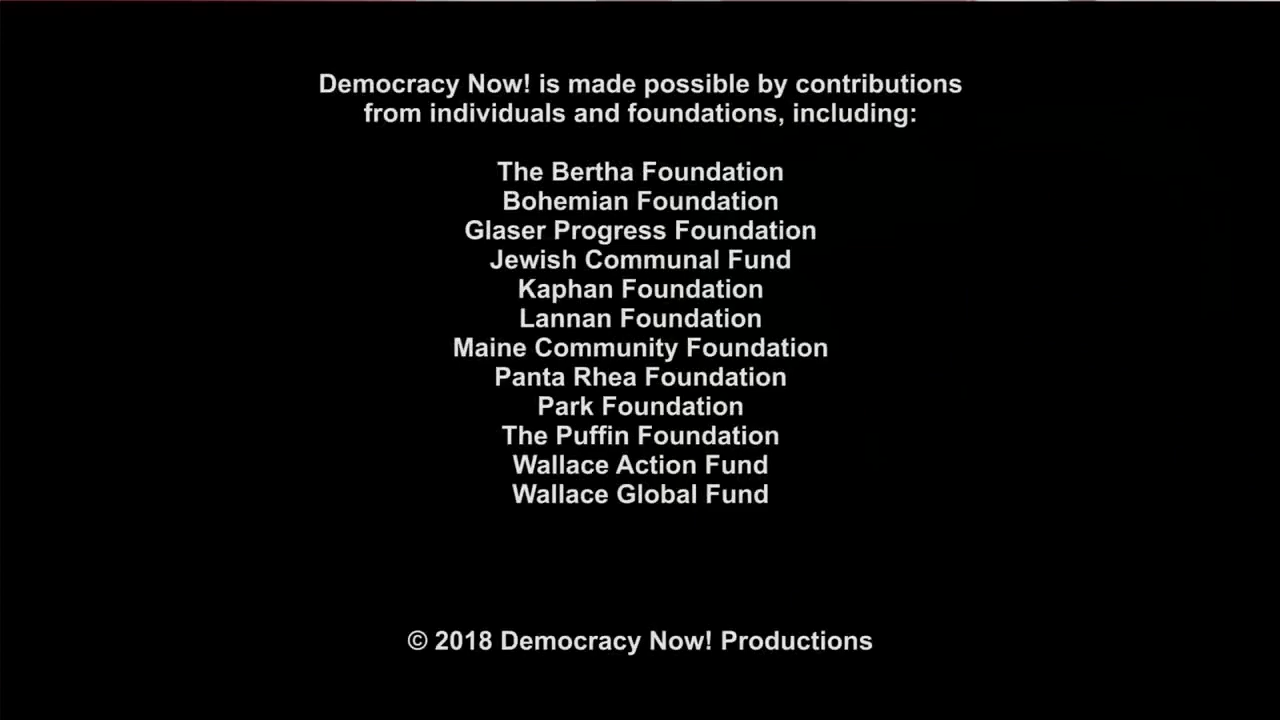 Democracy Now! is made possible by contributions
from individuals and foundations, including:
The Bertha Foundation
Bohemian Foundation
Glaser Progress Foundation
Jewish Communal Fund
Kaphan Foundation
Lannan Foundation
Maine Community Foundation
Panta Rhea Foundation
Park Foundation
The Puffin Foundation
Wallace Action Fund
Wallace Global Fund
© 2018 Democracy Now! Productions